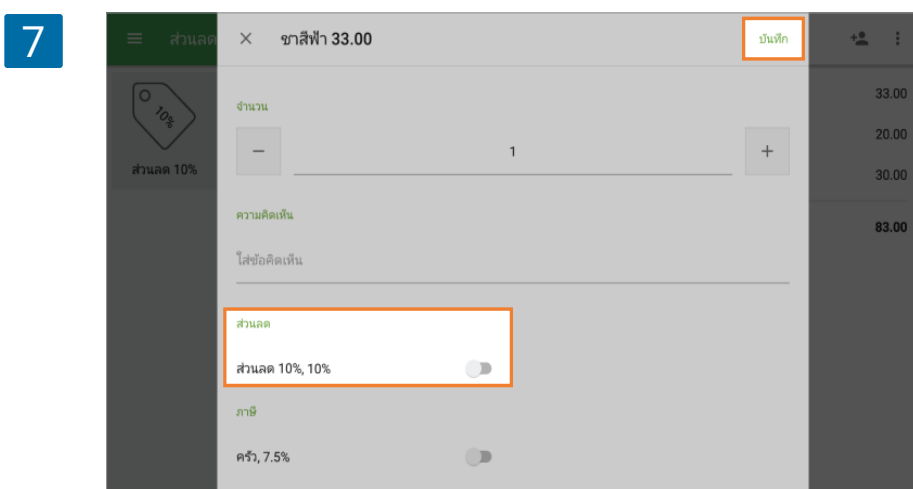 7
ส่วนลด
ชาสีฟ้า 33.00
บันทึก
10%
ส่วนลด 10%
จำนวน
1
ความคิดเห็น
ใส่ข้อคิดเห็น
ส่วนลด
ส่วนลด 10%, 10%
ภาษี
ครัว, 7.5%
33.00
20.00
30.00
83.00